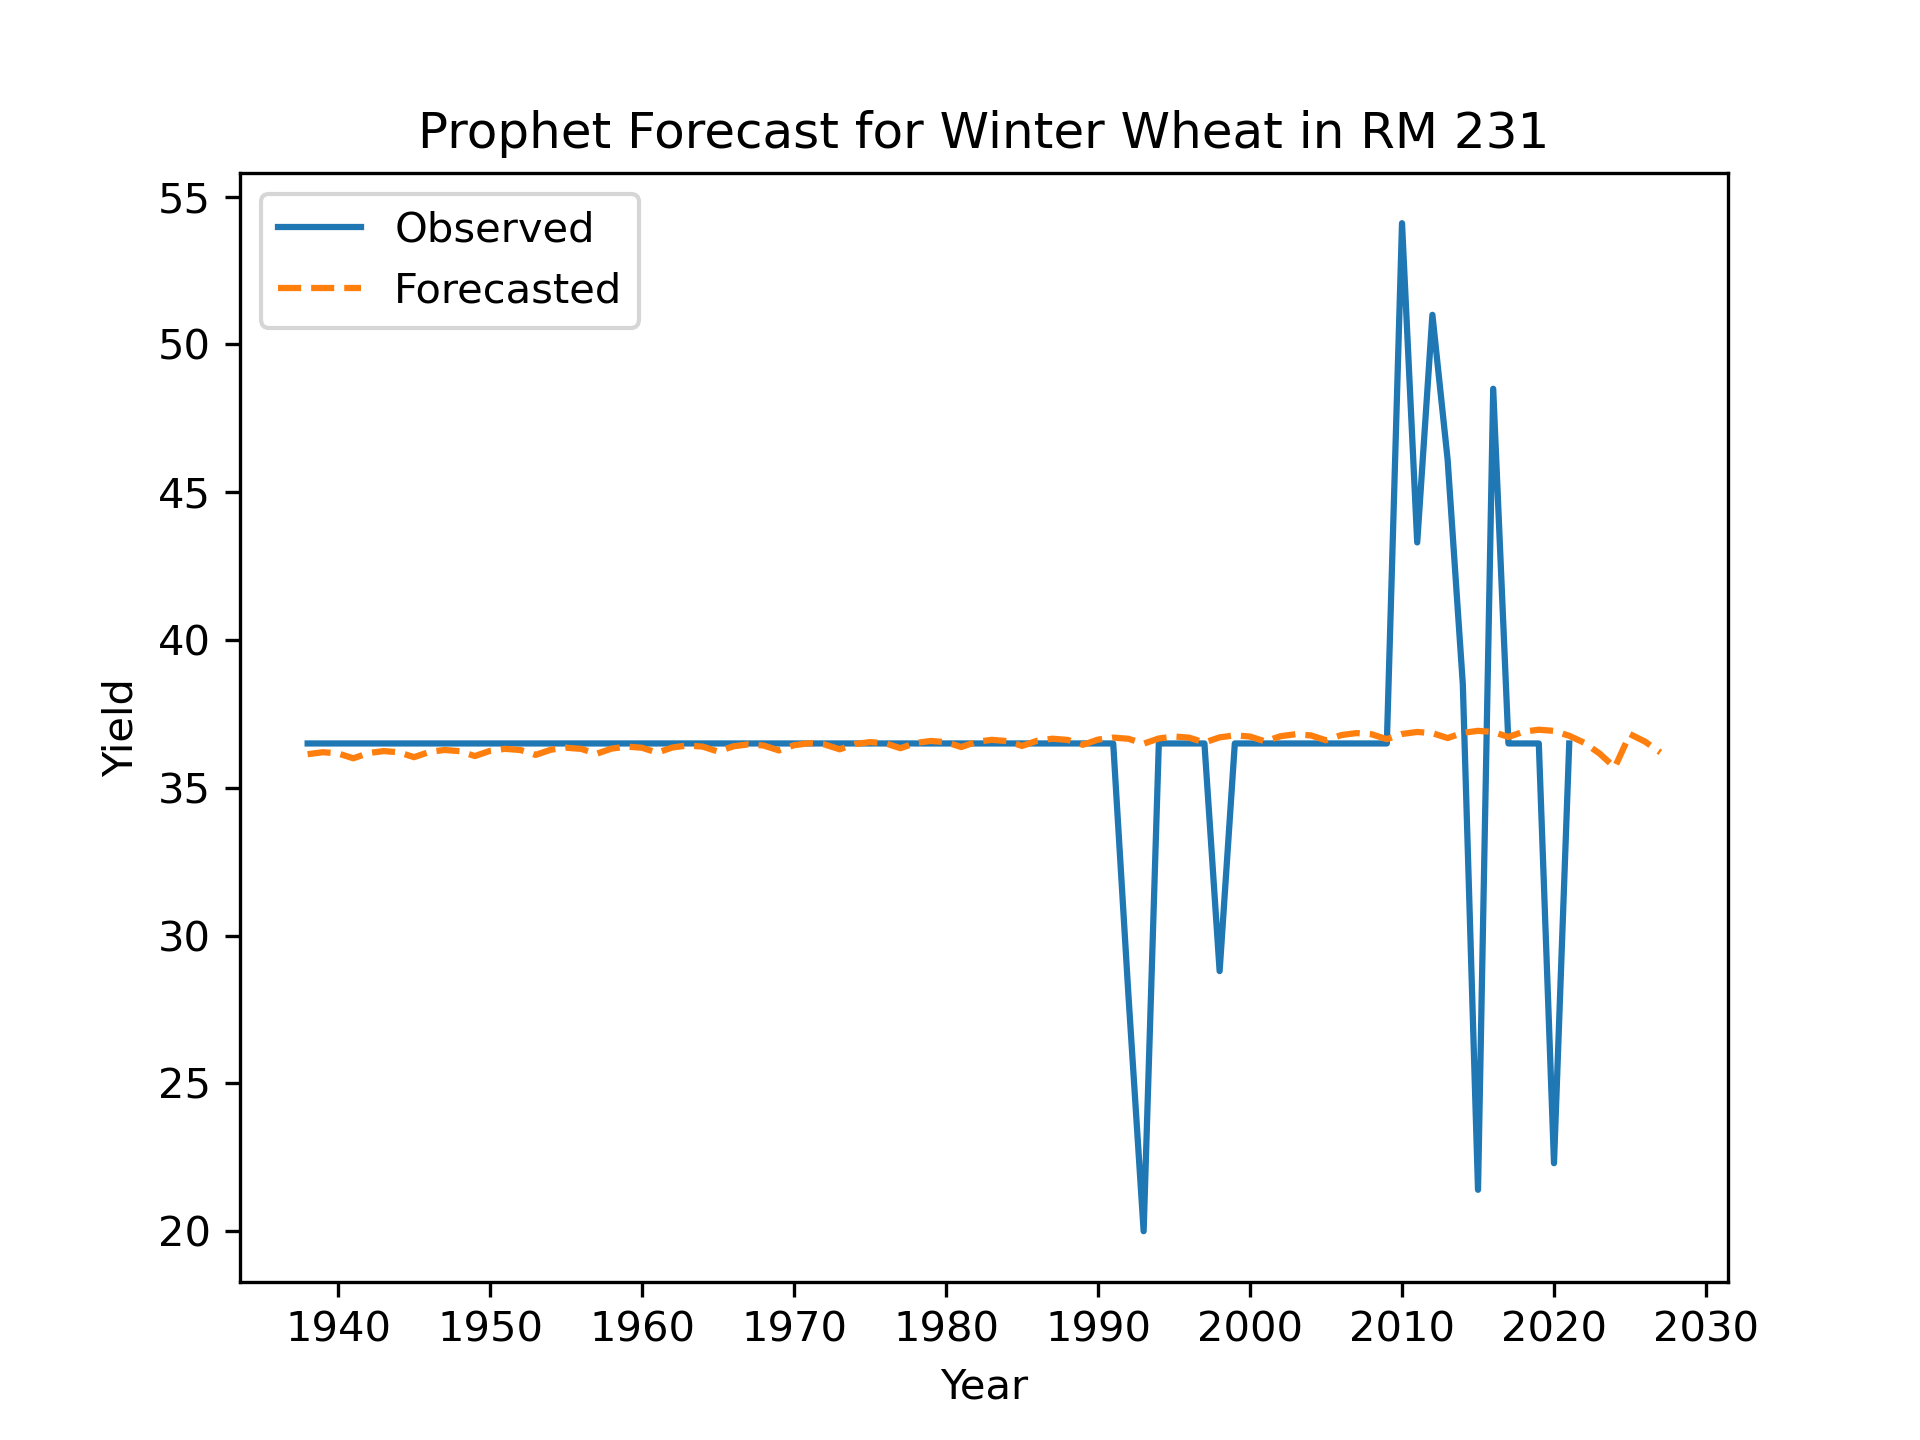 Prophet Forecast for Winter Wheat in RM 231
Observed
Forecasted
55
50
45
40
35
30
25
20
Yield
1940 1950 1960 1970 1980 1990 2000 2010 2020 2030
Year